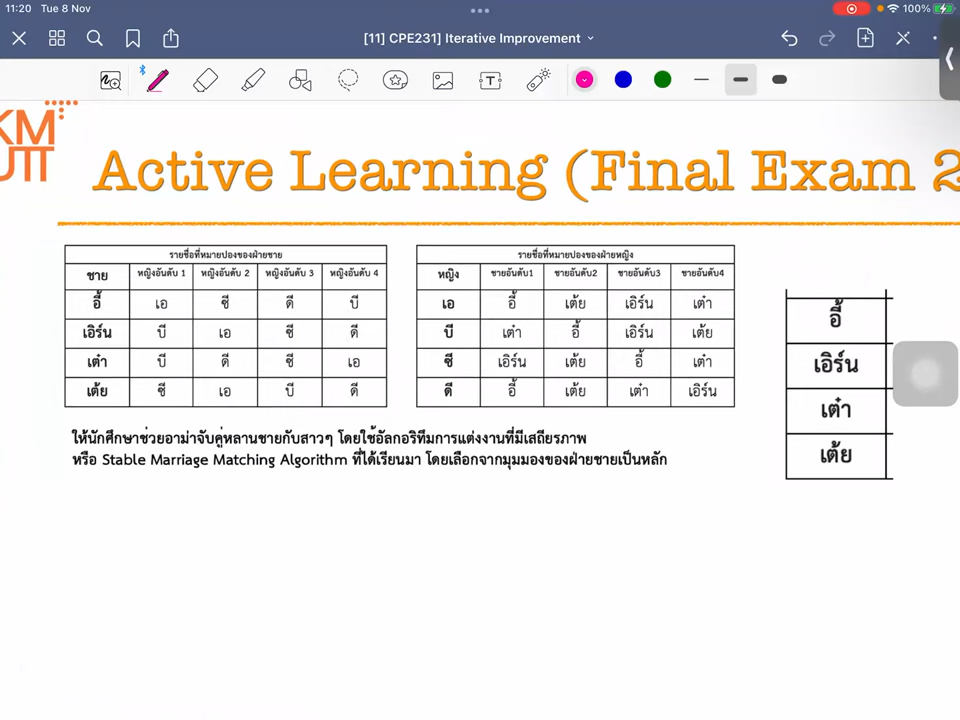 11:20 Tue 8 Nov 100%
[11] CPE231] Iterative Improvement
KM
UTT
Active Learning (Final Exam 2
รายชื่อที่หมายปองของฝ่ายชาย
ชาย หญิงอันดับ 1 หญิงอันดับ 2 หญิงอันดับ 3 หญิงอันดับ 4
อี้ เอ ซี ดี บี
เอิร์น บี เอ ซี ดี
เต๋า บี ดี ซี เอ
เต้ย ซี เอ บี ดี
รายชื่อที่หมายปองของฝ่ายหญิง
หญิง ชายอันดับ1 ชายอันดับ2 ชายอันดับ3 ชายอันดับ4
เอ อี้ เต้ย เอิร์น เต๋า
บี เต๋า อี้ เอิร์น เต้ย
ซี เอิร์น เต้ย อี้ เต๋า
ดี อี้ เต้ย เต๋า เอิร์น
อี้
เอิร์น
เต๋า
เต้ย
ให้นักศึกษาช่วยอาม่าจับคู่หลานชายกับสาวๆ โดยใช้อัลกอริทึมการแต่งงานที่มีเสถียรภาพ
หรือ Stable Marriage Matching Algorithm ที่ได้เรียนมา โดยเลือกจากมุมมองของฝ่ายชายเป็นหลัก